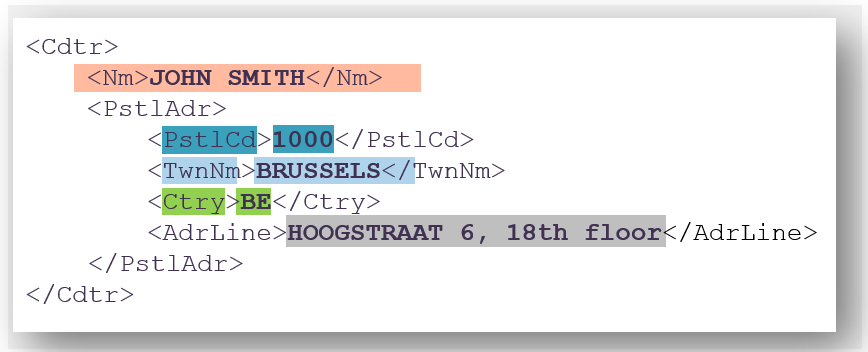 <Cdtr>
<Nm>JOHN SMITH</Nm>
<PstlAdr>
<PstlCd>1000</PstlCd>
<TwnNm>BRUSSELS</TwnNm>
<Ctry>BE</Ctry>
<AdrLine>HOOGSTRAAT 6, 18th floor</AdrLine>
</PstlAdr>
</Cdtr>